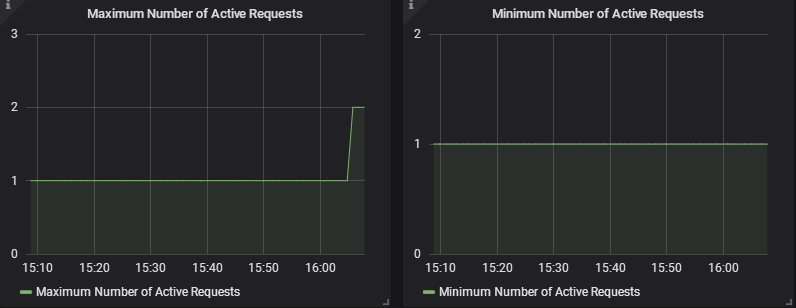 i
Maximum Number of Active Requests
3
2
1
0
15:10 15:20 15:30 15:40 15:50 16:00
Maximum Number of Active Requests
i
Minimum Number of Active Requests
2
1
0
15:10 15:20 15:30 15:40 15:50 16:00
Minimum Number of Active Requests